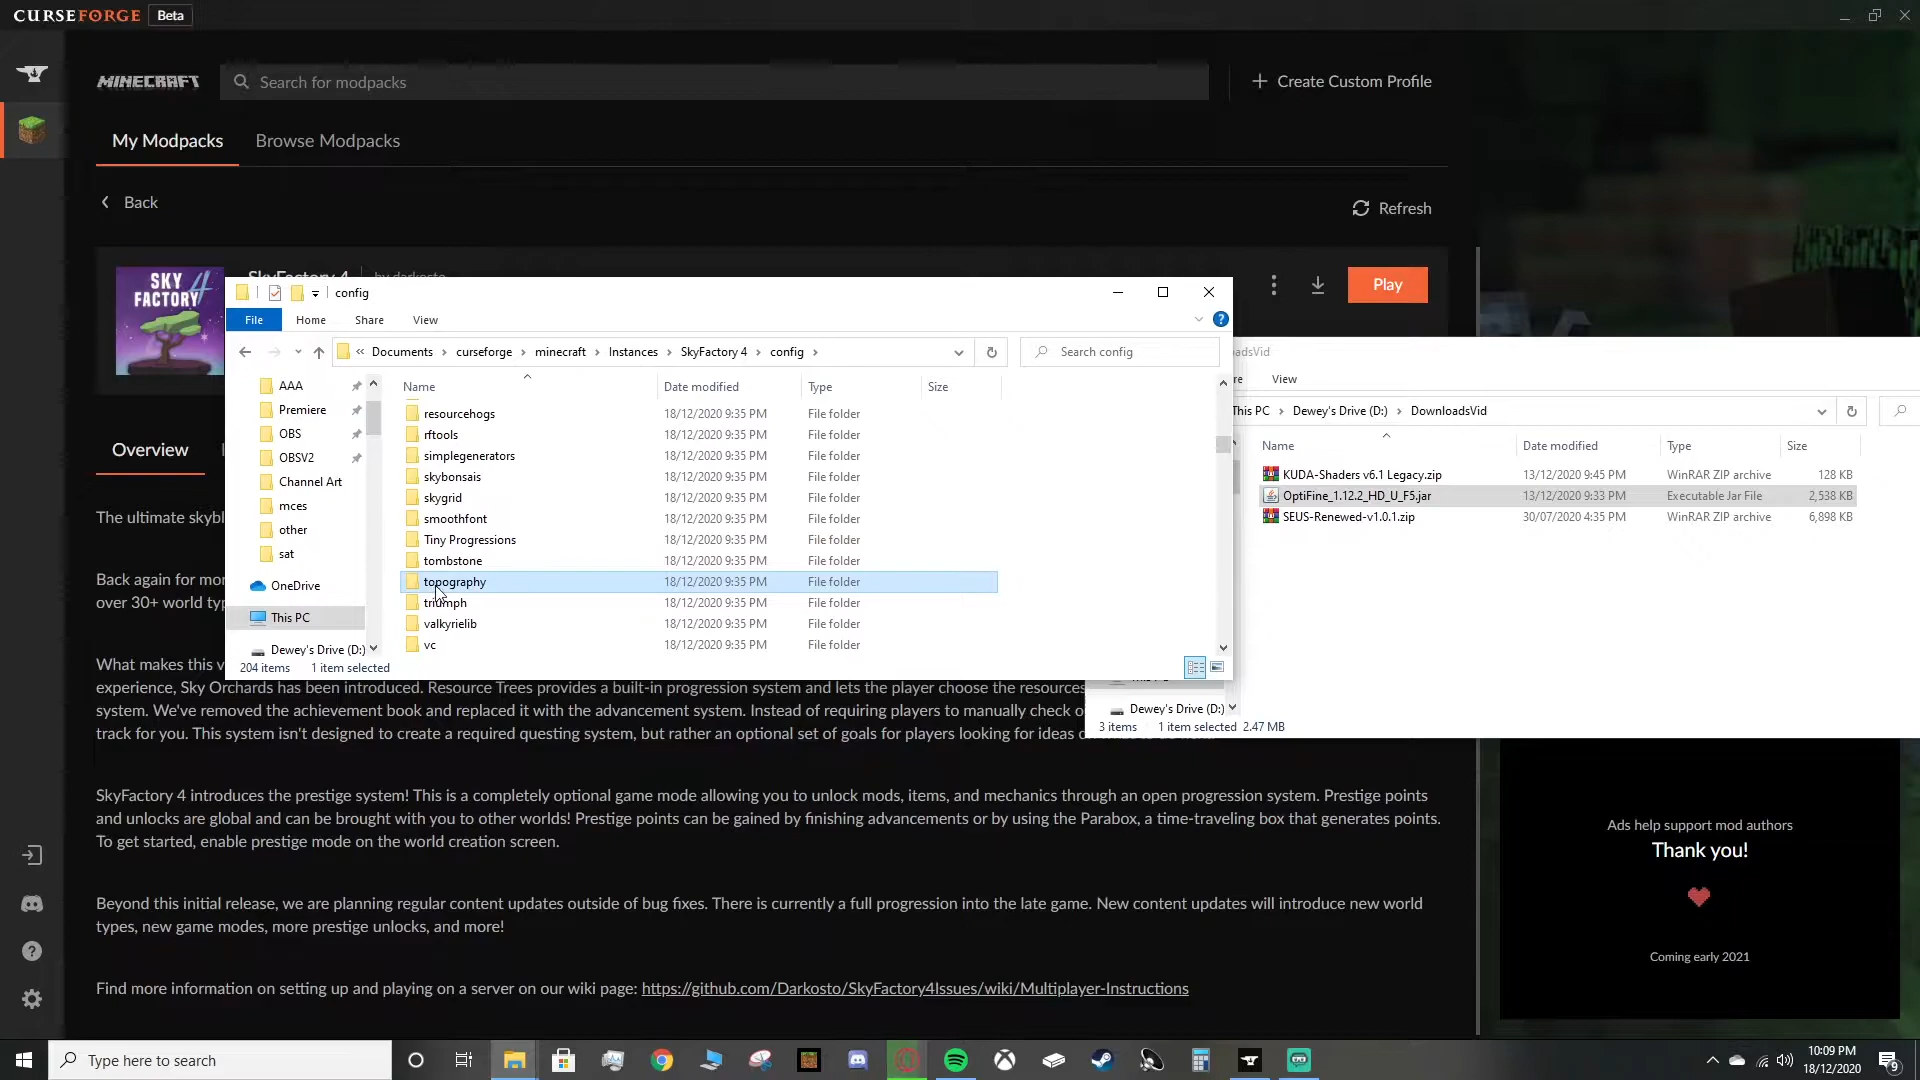 CURSEFORGE Beta
MINECRAFT
Search for modpacks
Create Custom Profile
My Modpacks
Browse Modpacks
Back
Refresh
SKY FACTORY 4
SkyFactory 4 by darkosto
Play
config
File
Home
Share
View
« Documents › curseforge › minecraft › Instances › SkyFactory 4 › config ›
Search config
AAA
Premiere
OBS
OBSV2
Channel Art
mces
other
sat
OneDrive
This PC
Dewey's Drive (D:)
Name Date modified Type Size
resourcehogs 18/12/2020 9:35 PM File folder
rftools 18/12/2020 9:35 PM File folder
simplegenerators 18/12/2020 9:35 PM File folder
skybonsais 18/12/2020 9:35 PM File folder
skygrid 18/12/2020 9:35 PM File folder
smoothfont 18/12/2020 9:35 PM File folder
Tiny Progressions 18/12/2020 9:35 PM File folder
tombstone 18/12/2020 9:35 PM File folder
topography 18/12/2020 9:35 PM File folder
triumph 18/12/2020 9:35 PM File folder
valkyrielib 18/12/2020 9:35 PM File folder
vc 18/12/2020 9:35 PM File folder
204 items 1 item selected
View
This PC › Dewey's Drive (D:) › DownloadsVid
Name Date modified Type Size
KUDA-Shaders v6.1 Legacy.zip 13/12/2020 9:45 PM WinRAR ZIP archive 128 KB
OptiFine_1.12.2_HD_U_F5.jar 13/12/2020 9:33 PM Executable Jar File 2,538 KB
SEUS-Renewed-v1.0.1.zip 30/07/2020 4:35 PM WinRAR ZIP archive 6,898 KB
Dewey's Drive (D:)
3 items 1 item selected 2.47 MB
Overview
The ultimate skybl
Back again for mor
over 30+ world typ
What makes this v
experience, Sky Orchards has been introduced. Resource Trees provides a built-in progression system and lets the player choose the resources
system. We've removed the achievement book and replaced it with the advancement system. Instead of requiring players to manually check o
track for you. This system isn't designed to create a required questing system, but rather an optional set of goals for players looking for ideas
SkyFactory 4 introduces the prestige system! This is a completely optional game mode allowing you to unlock mods, items, and mechanics through an open progression system. Prestige points
and unlocks are global and can be brought with you to other worlds! Prestige points can be gained by finishing advancements or by using the Parabox, a time-traveling box that generates points.
To get started, enable prestige mode on the world creation screen.
Beyond this initial release, we are planning regular content updates outside of bug fixes. There is currently a full progression into the late game. New content updates will introduce new world
types, new game modes, more prestige unlocks, and more!
Find more information on setting up and playing on a server on our wiki page: https://github.com/Darkosto/SkyFactory4Issues/wiki/Multiplayer-Instructions
Ads help support mod authors
Thank you!
Coming early 2021
Type here to search
10:09 PM
18/12/2020
9